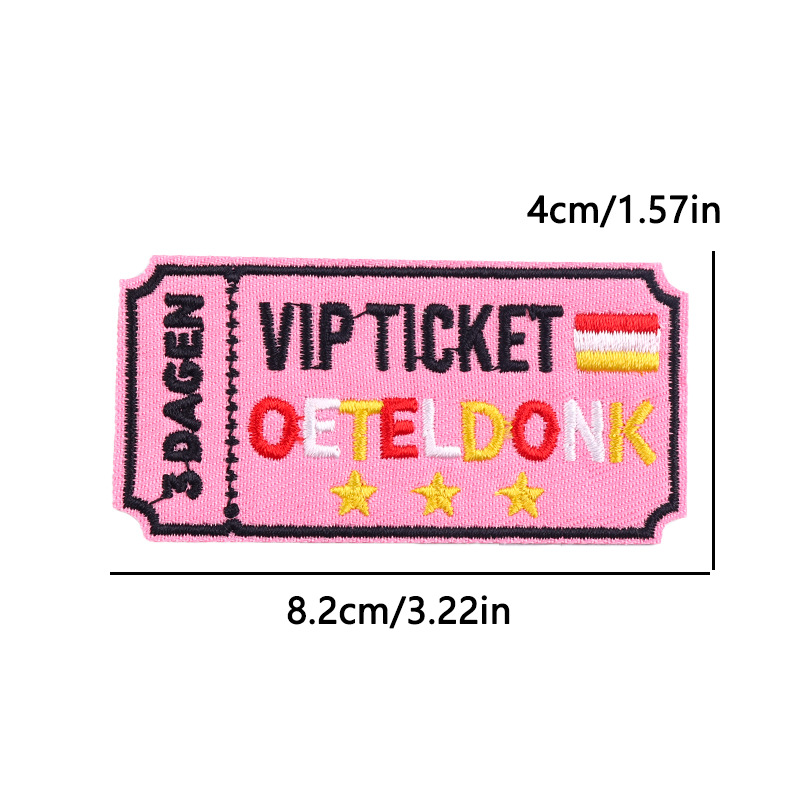 4cm/1.57in
3 DAGEN
VIP TICKET
OETELDONK
8.2cm/3.22in